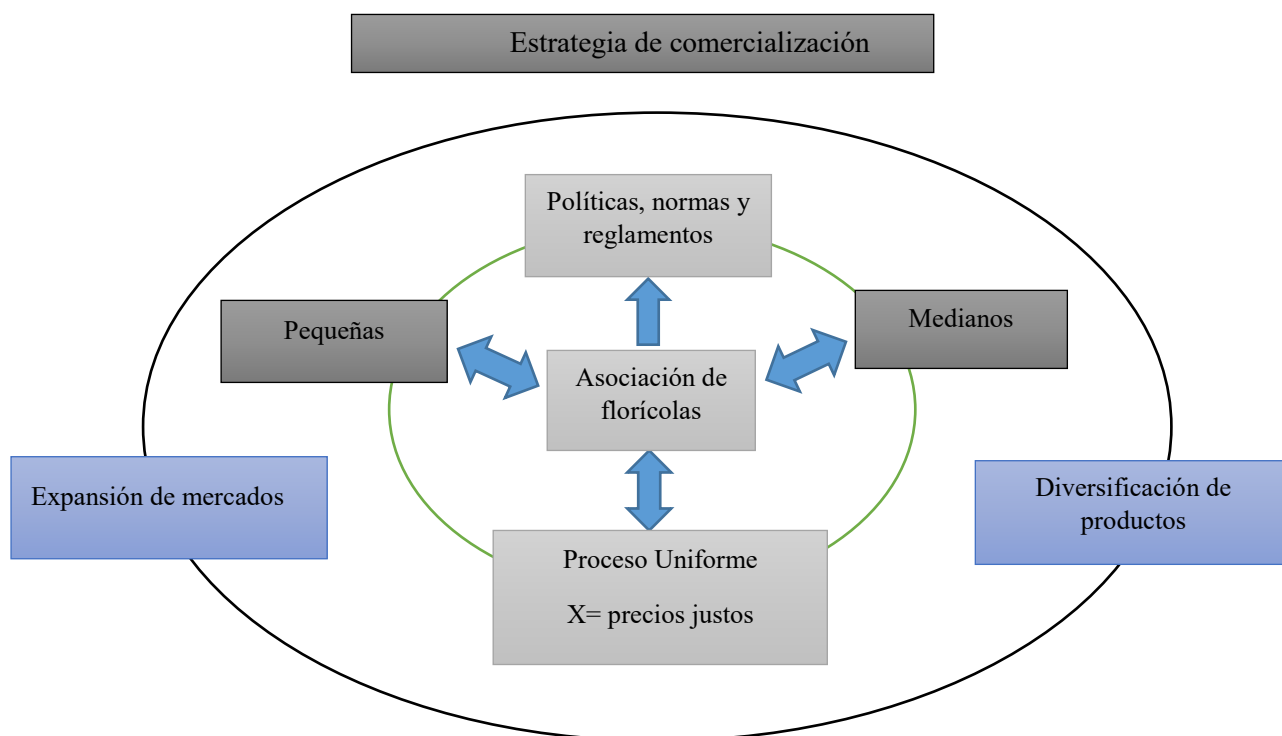 Estrategia de comercialización
Políticas, normas y
reglamentos
Pequeñas
Medianos
Asociación de
florícolas
Expansión de mercados
Diversificación de
productos
Proceso Uniforme
X= precios justos